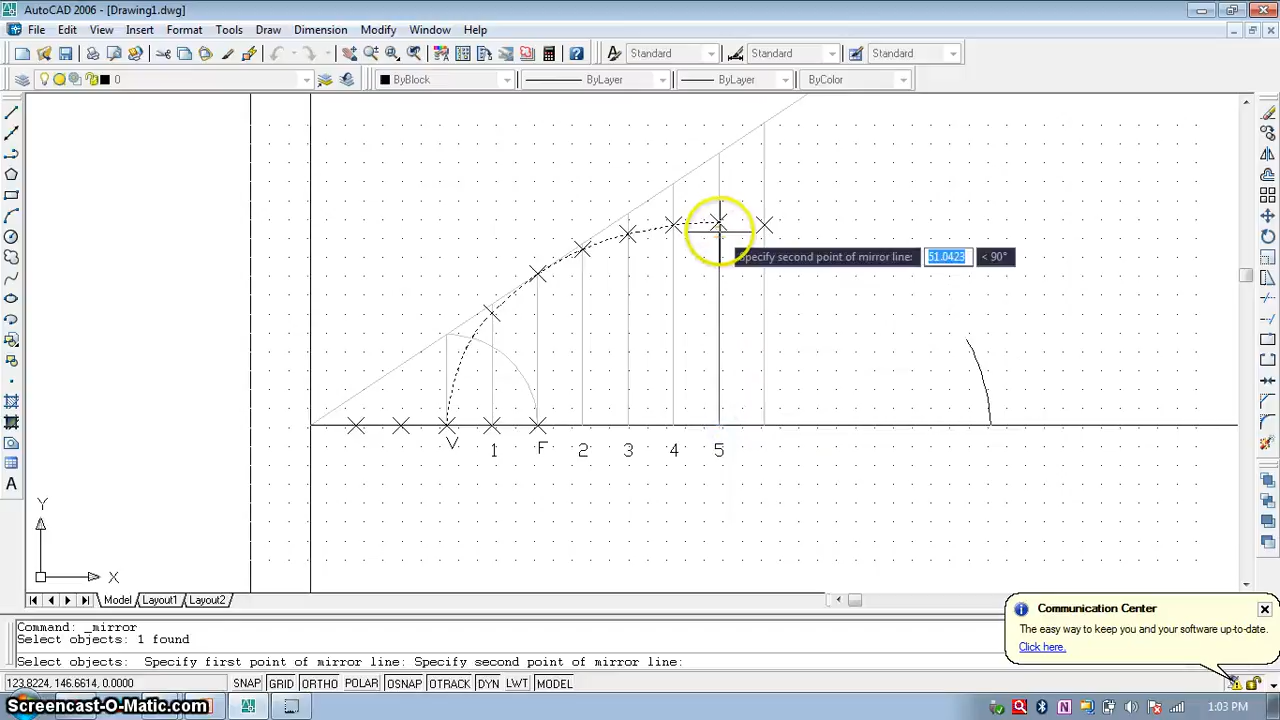 AutoCAD 2006 - [Drawing1.dwg]
File Edit View Insert Format Tools Draw Dimension Modify Window Help
Standard Standard Standard
0 ByBlock ByLayer ByLayer ByColor
Specify second point of mirror line: 51.0423 < 90°
V 1 F 2 3 4 5
Y
X
Model Layout1 Layout2
Command: _mirror
Select objects: 1 found
Select objects: Specify first point of mirror line: Specify second point of mirror line:
Communication Center
The easy way to keep you and your software up-to-date.
Click here.
123.8224, 146.6614, 0.0000 SNAP GRID ORTHO POLAR OSNAP OTRACK DYN LWT MODEL
Screencast-O-Matic.com
1:03 PM